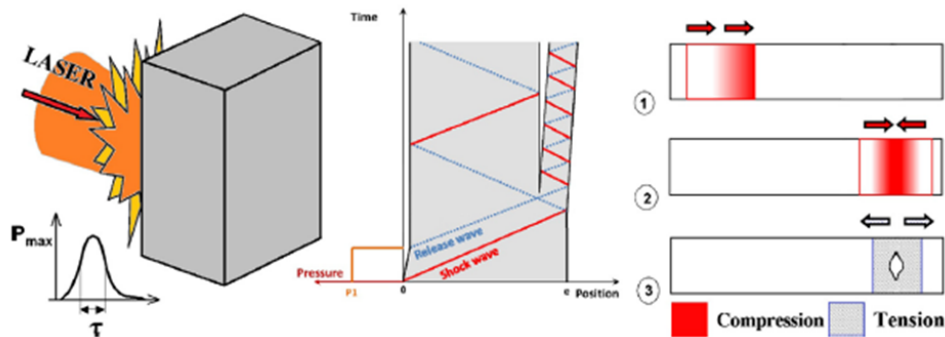 LASER
Pmax
τ
Time
Release wave
Shock wave
Pressure
P1
0
e
Position
1
2
3
Compression
Tension